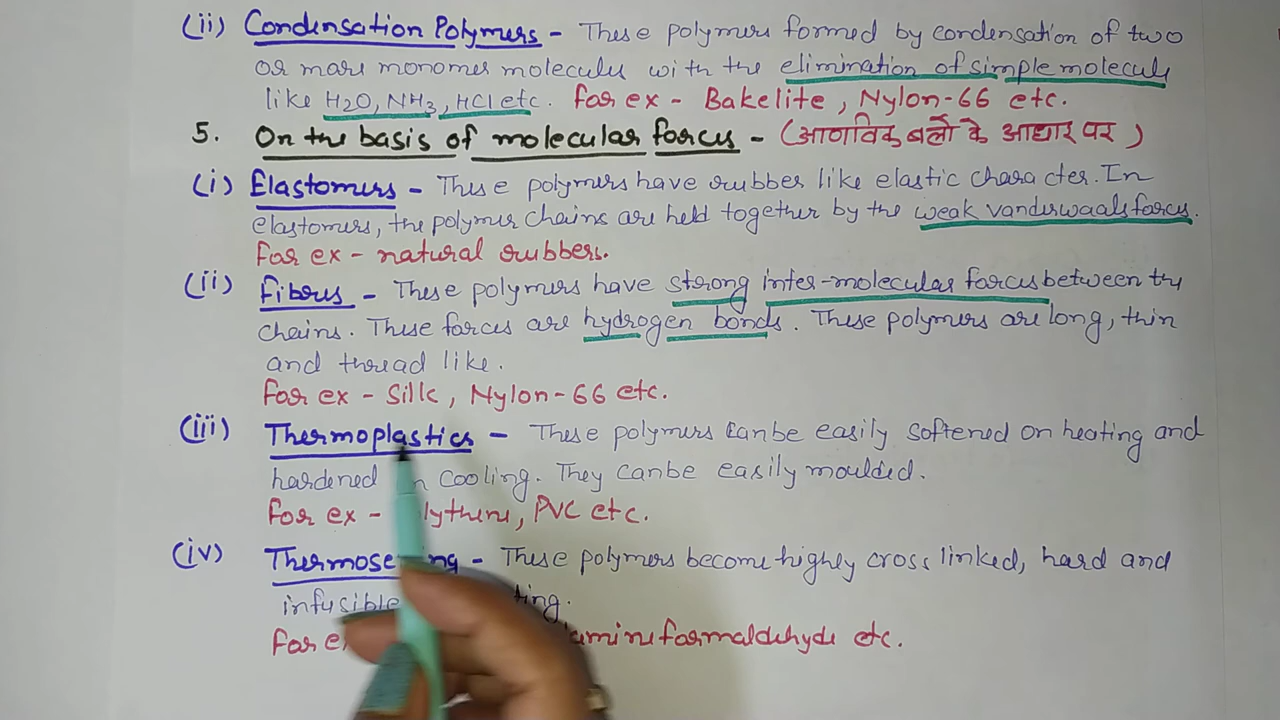 (ii) Condensation Polymers - These polymers formed by condensation of two
or more monomer molecules with the elimination of simple molecule
like H2O, NH3, HCl etc. For ex - Bakelite, Nylon-66 etc.
5. On the basis of molecular forces - (आणविक बलों के आधार पर)
(i) Elastomers - These polymers have rubber like elastic character. In
elastomers, the polymer chains are held together by the weak vanderwaals forces.
For ex - natural rubbers.
(ii) Fibres - These polymers have strong inter-molecular forces between the
chains. These forces are hydrogen bonds. These polymers are long, thin
and thread like.
For ex - Silk, Nylon-66 etc.
(iii) Thermoplastics - These polymers can be easily softened on heating and
hardened cooling. They can be easily moulded.
For ex - PVC etc.
(iv) - These polymers become highly cross linked, hard and
infusible
For formaldehyde etc.